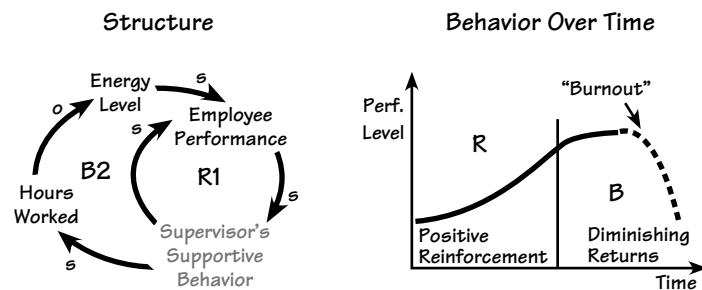 Structure
Energy
Level
s
o
s
Employee
Performance
B2
R1
Hours
Worked
s
Supervisor's
Supportive
Behavior
s
Behavior Over Time
Perf.
Level
"Burnout"
R
B
Positive
Reinforcement
Diminishing
Returns
Time